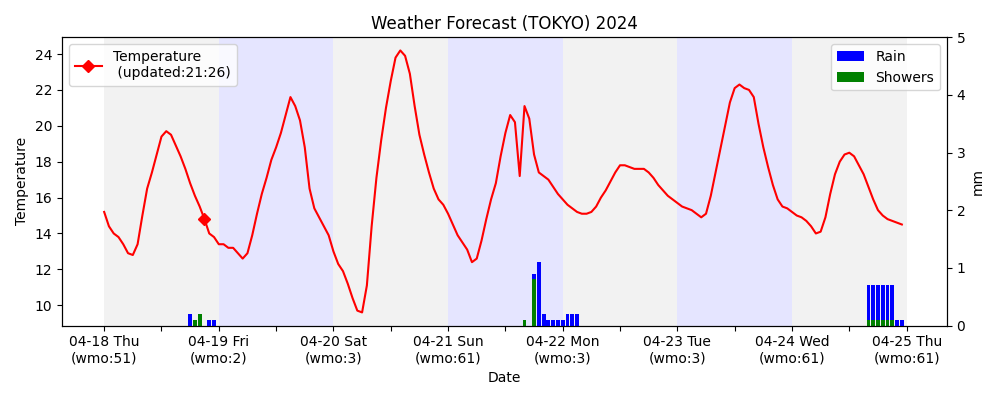 Weather Forecast (TOKYO) 2024
Temperature
(updated:21:26)
Rain
Showers
Temperature
24
22
20
18
16
14
12
10
5
4
3
2
1
0
mm
04-18 Thu
(wmo:51)
04-19 Fri
(wmo:2)
04-20 Sat
(wmo:3)
04-21 Sun
(wmo:61)
04-22 Mon
(wmo:3)
04-23 Tue
(wmo:3)
04-24 Wed
(wmo:61)
04-25 Thu
(wmo:61)
Date